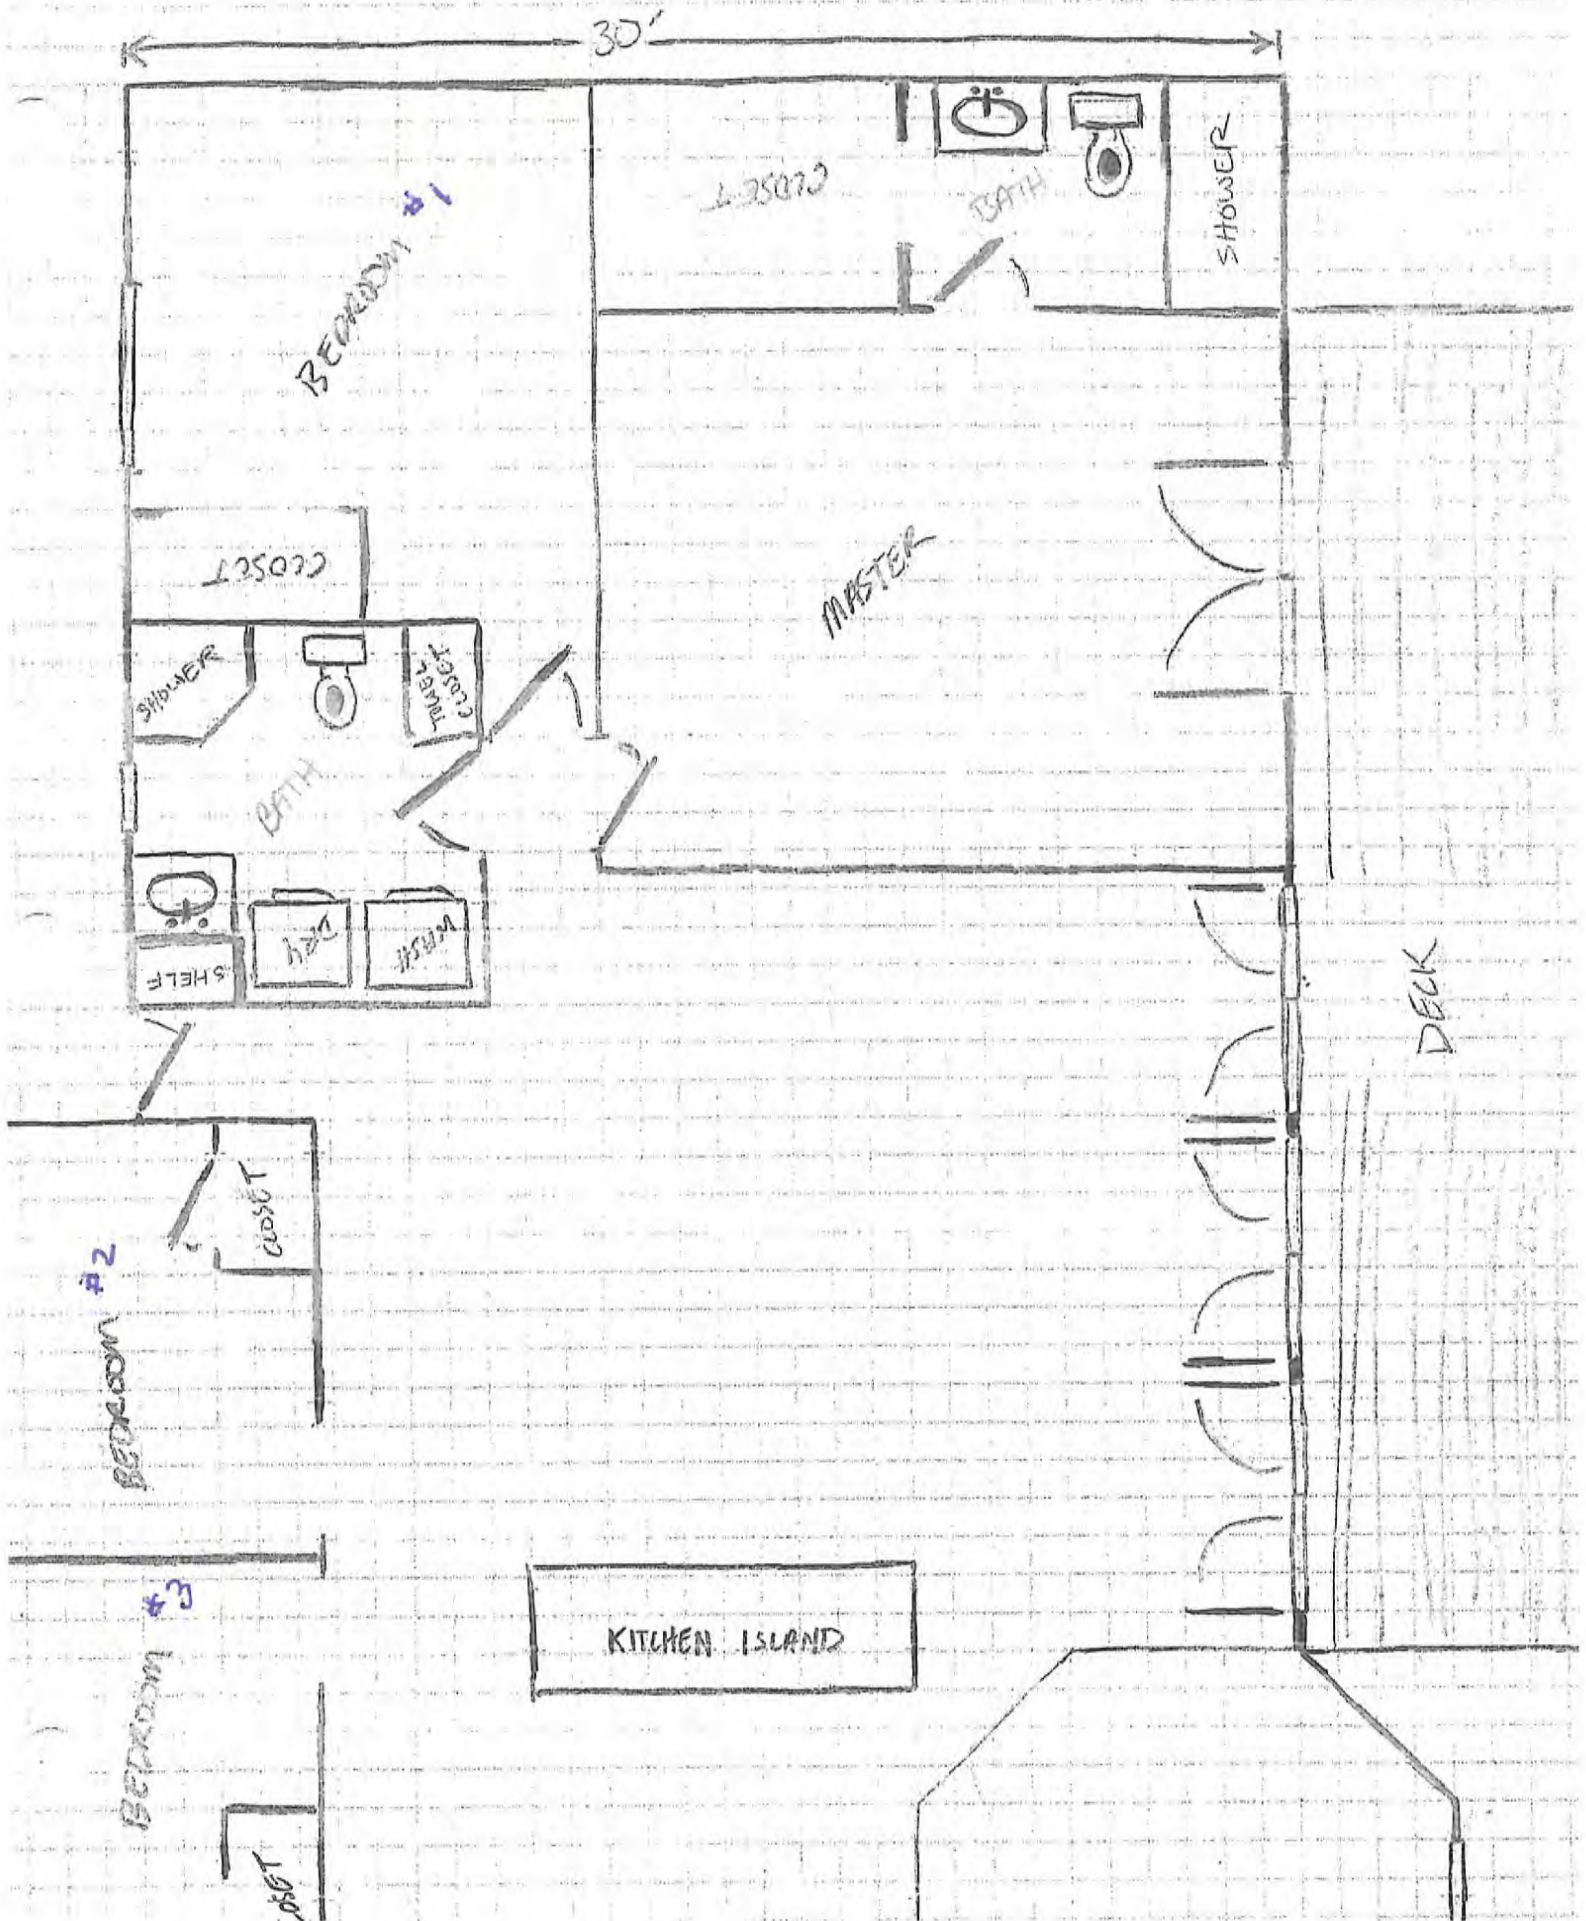 30'
BEDROOM #1
CLOSET
BATH
SHOWER
CLOSET
MASTER
SHOWER
TOWEL
CLOSET
BATH
DRY
WASH
SHELF
DECK
CLOSET
BEDROOM #2
BEDROOM #3
KITCHEN ISLAND
LOSET